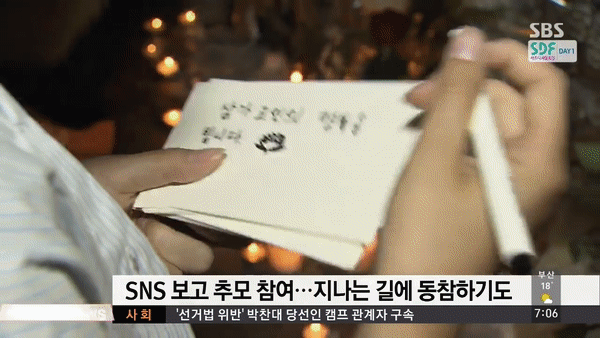 SBS
SDF DAY 1
삼가 고인의 명복을
빕니다
SNS 보고 추모 참여…지나는 길에 동참하기도
부산
18°
사회 '선거법 위반' 박찬대 당선인 캠프 관계자 구속
7:06